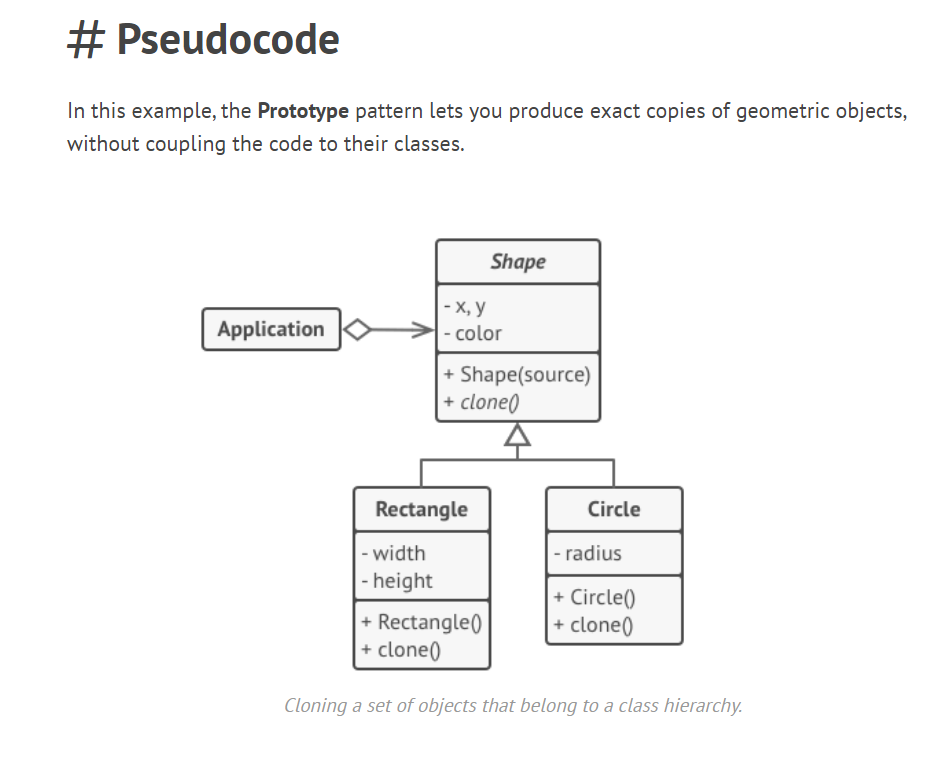 # Pseudocode
In this example, the Prototype pattern lets you produce exact copies of geometric objects,
without coupling the code to their classes.
Shape
- x, y
- color
+ Shape(source)
+ clone()
Application
Rectangle
- width
- height
+ Rectangle()
+ clone()
Circle
- radius
+ Circle()
+ clone()
Cloning a set of objects that belong to a class hierarchy.